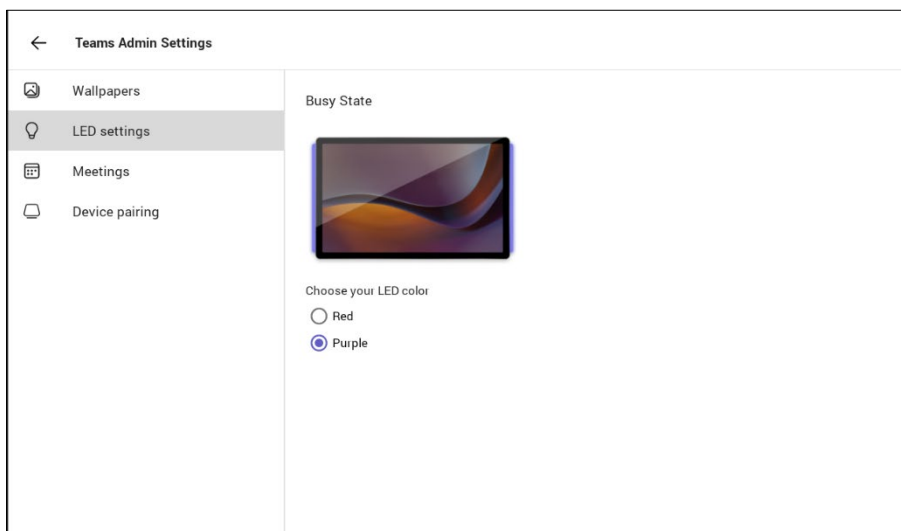 Teams Admin Settings
Wallpapers
LED settings
Meetings
Device pairing
Busy State
Choose your LED color
Red
Purple